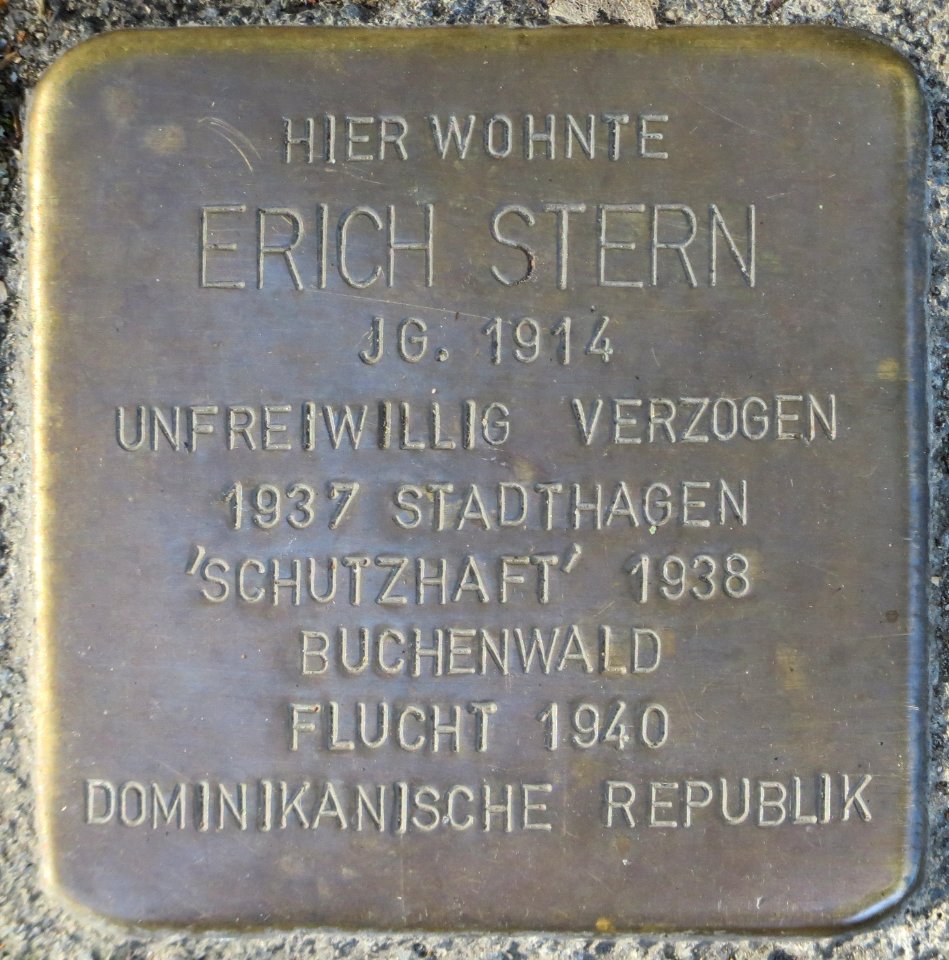 HIER WOHNTE
ERICH STERN
JG. 1914
UNFREIWILLIG VERZOGEN
1937 STADTHAGEN
'SCHUTZHAFT' 1938
BUCHENWALD
FLUCHT 1940
DOMINIKANISCHE REPUBLIK